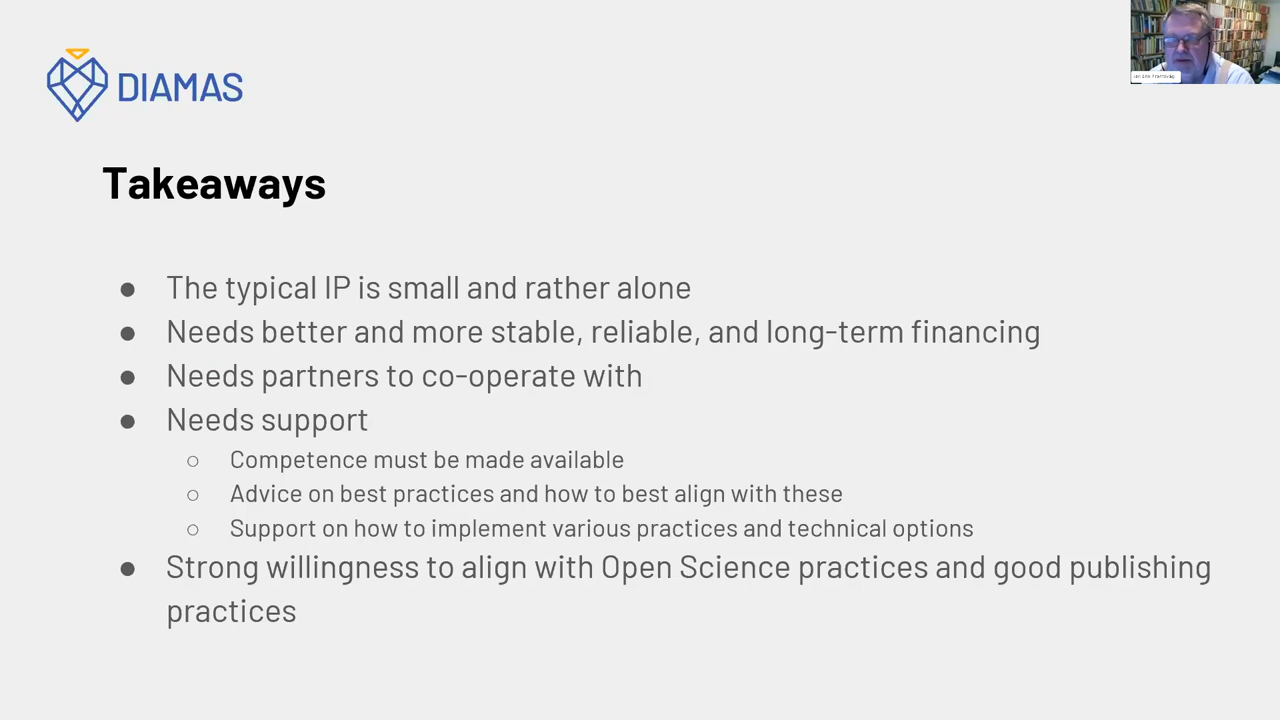 DIAMAS
Takeaways
● The typical IP is small and rather alone
● Needs better and more stable, reliable, and long-term financing
● Needs partners to co-operate with
● Needs support
○ Competence must be made available
○ Advice on best practices and how to best align with these
○ Support on how to implement various practices and technical options
● Strong willingness to align with Open Science practices and good publishing
practices